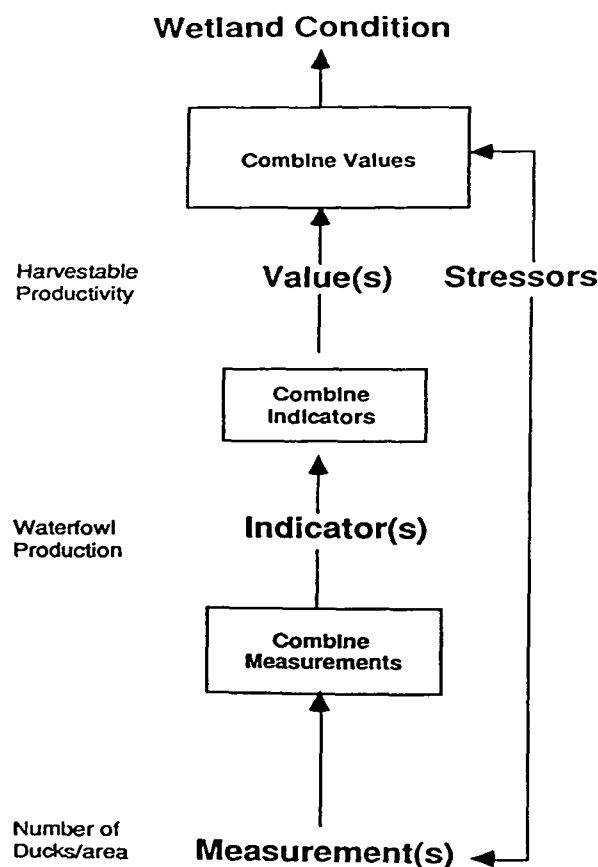 Wetland Condition
Combine Values
Harvestable
Productivity
Value(s)
Stressors
Combine
Indicators
Waterfowl
Production
Indicator(s)
Combine
Measurements
Number of
Ducks/area
Measurement(s)